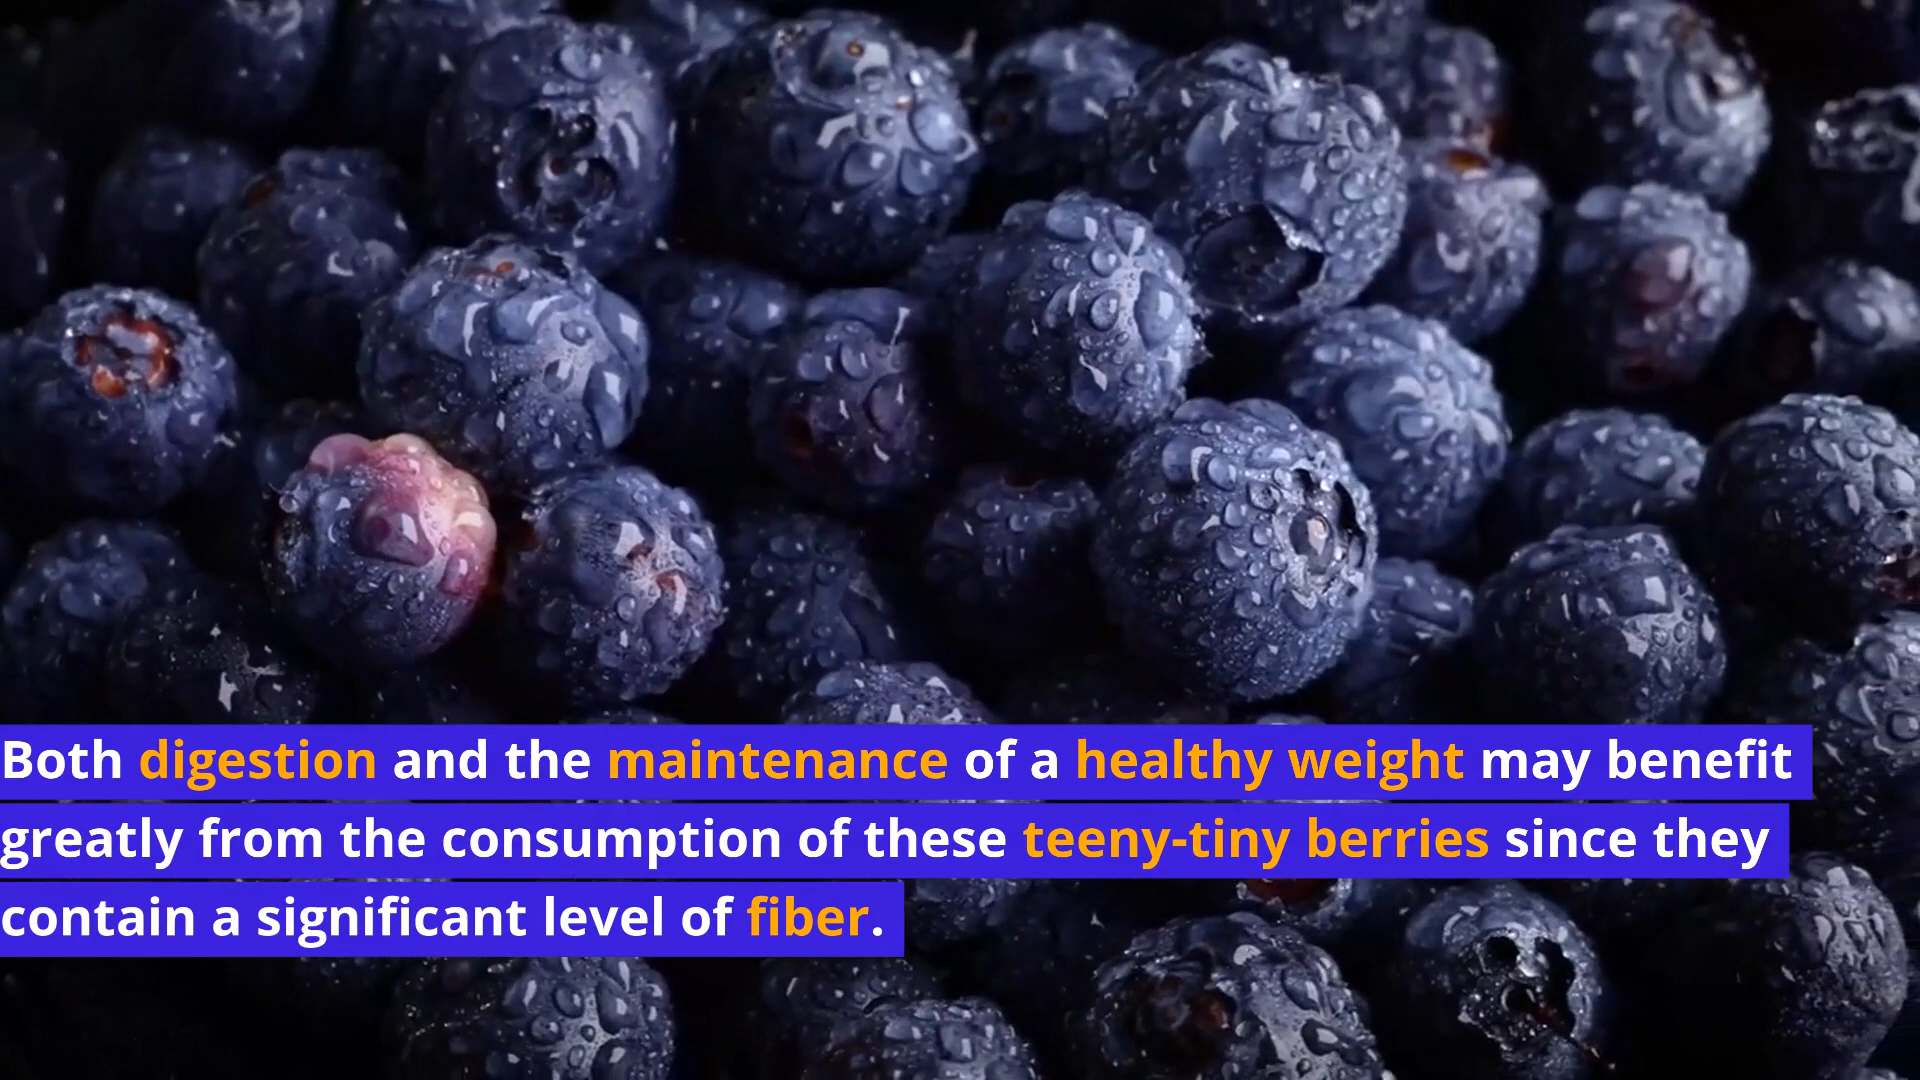 Both digestion and the maintenance of a healthy weight may benefit
greatly from the consumption of these teeny-tiny berries since they
contain a significant level of fiber.